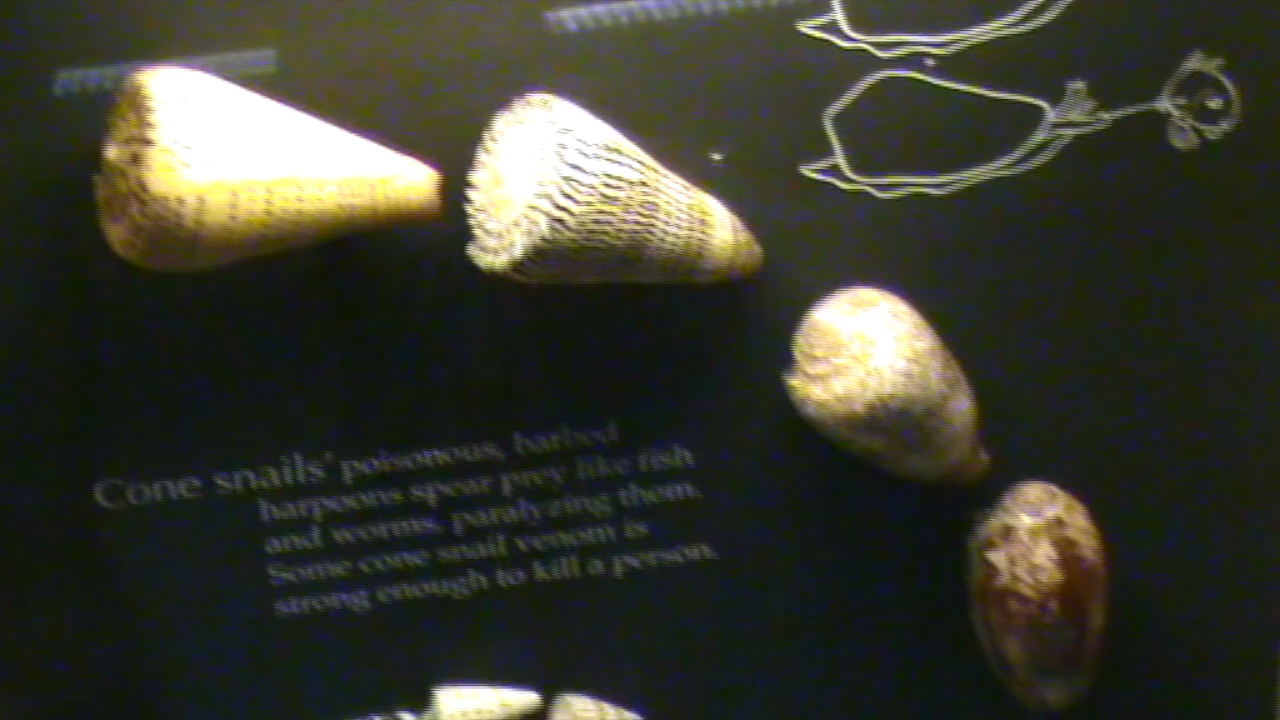 Cone snails' poisonous, barbed
harpoons spear prey like fish
and worms, paralyzing them.
Some cone snail venom is
strong enough to kill a person.